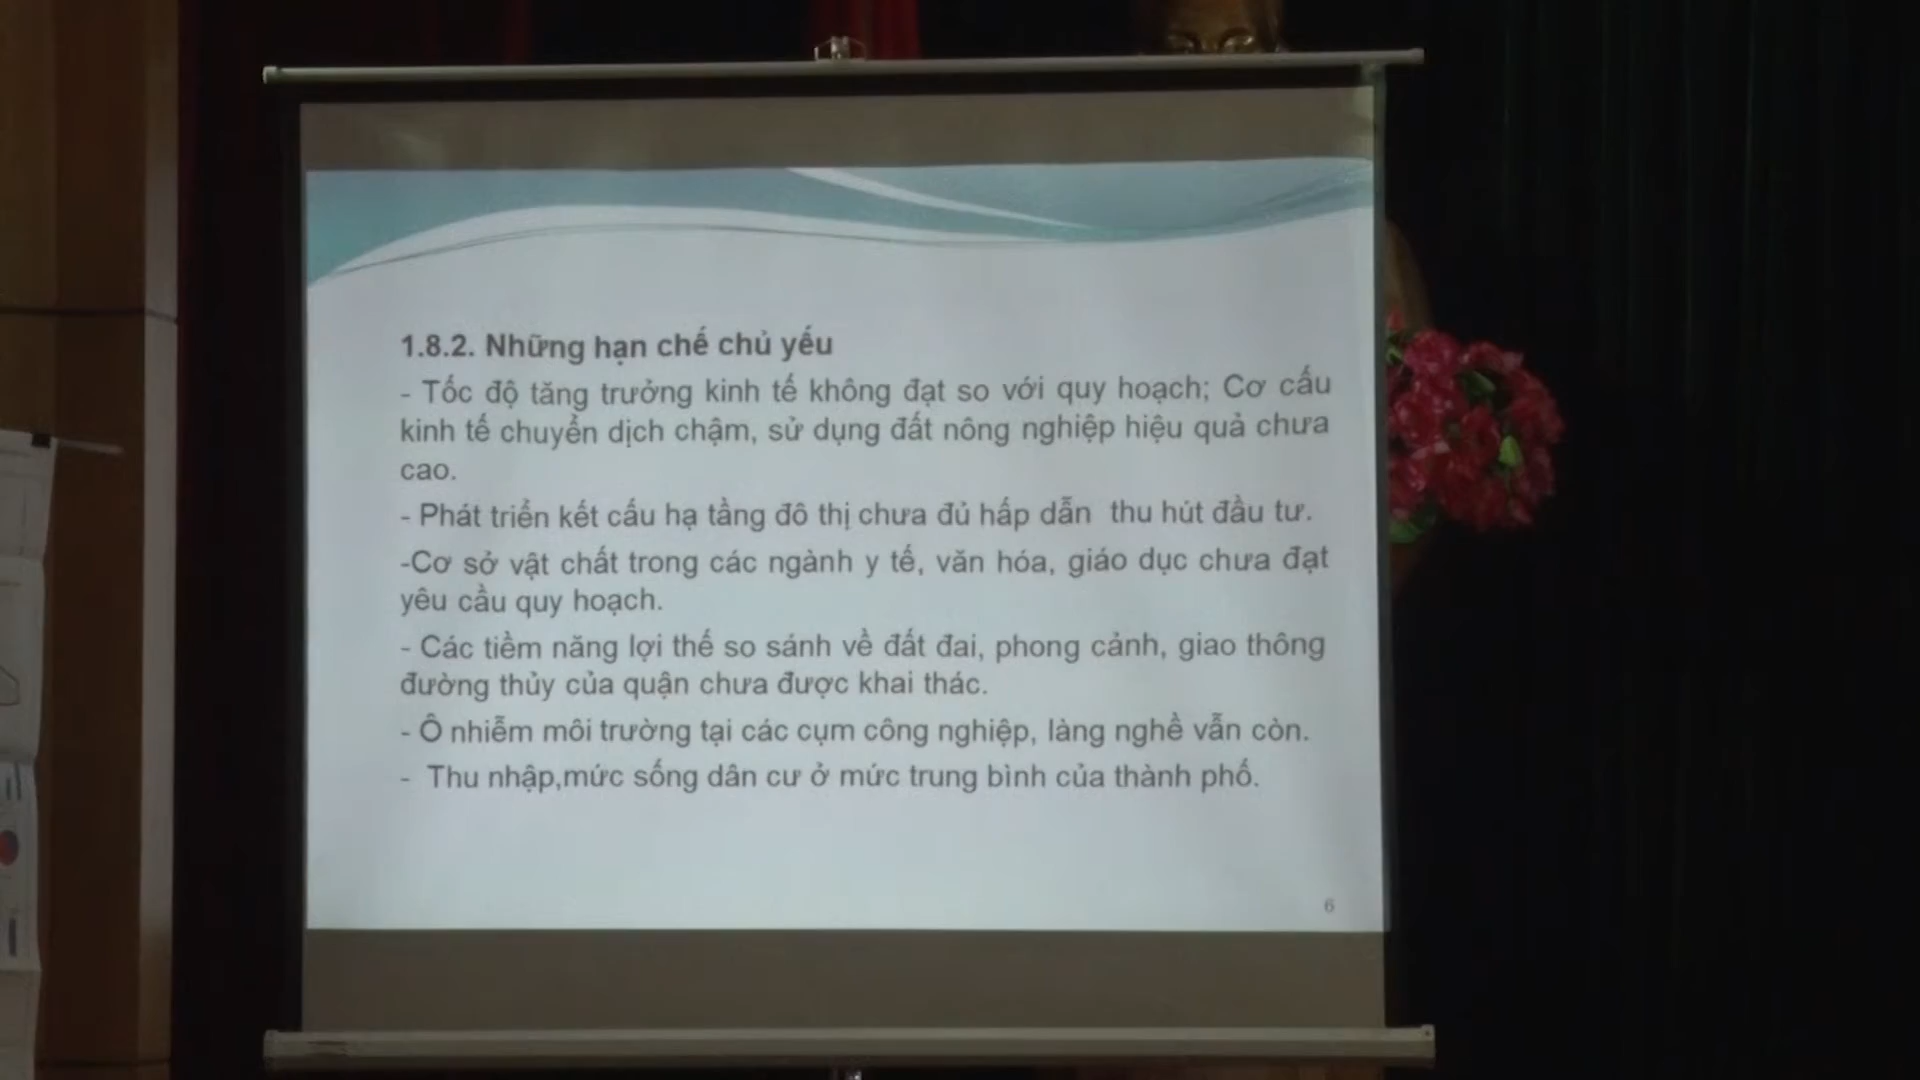 1.8.2. Những hạn chế chủ yếu
- Tốc độ tăng trưởng kinh tế không đạt so với quy hoạch; Cơ cấu
kinh tế chuyển dịch chậm, sử dụng đất nông nghiệp hiệu quả chưa
cao.
- Phát triển kết cấu hạ tầng đô thị chưa đủ hấp dẫn  thu hút đầu tư.
-Cơ sở vật chất trong các ngành y tế, văn hóa, giáo dục chưa đạt
yêu cầu quy hoạch.
- Các tiềm năng lợi thế so sánh về đất đai, phong cảnh, giao thông
đường thủy của quận chưa được khai thác.
- Ô nhiễm môi trường tại các cụm công nghiệp, làng nghề vẫn còn.
-  Thu nhập,mức sống dân cư ở mức trung bình của thành phố.
6